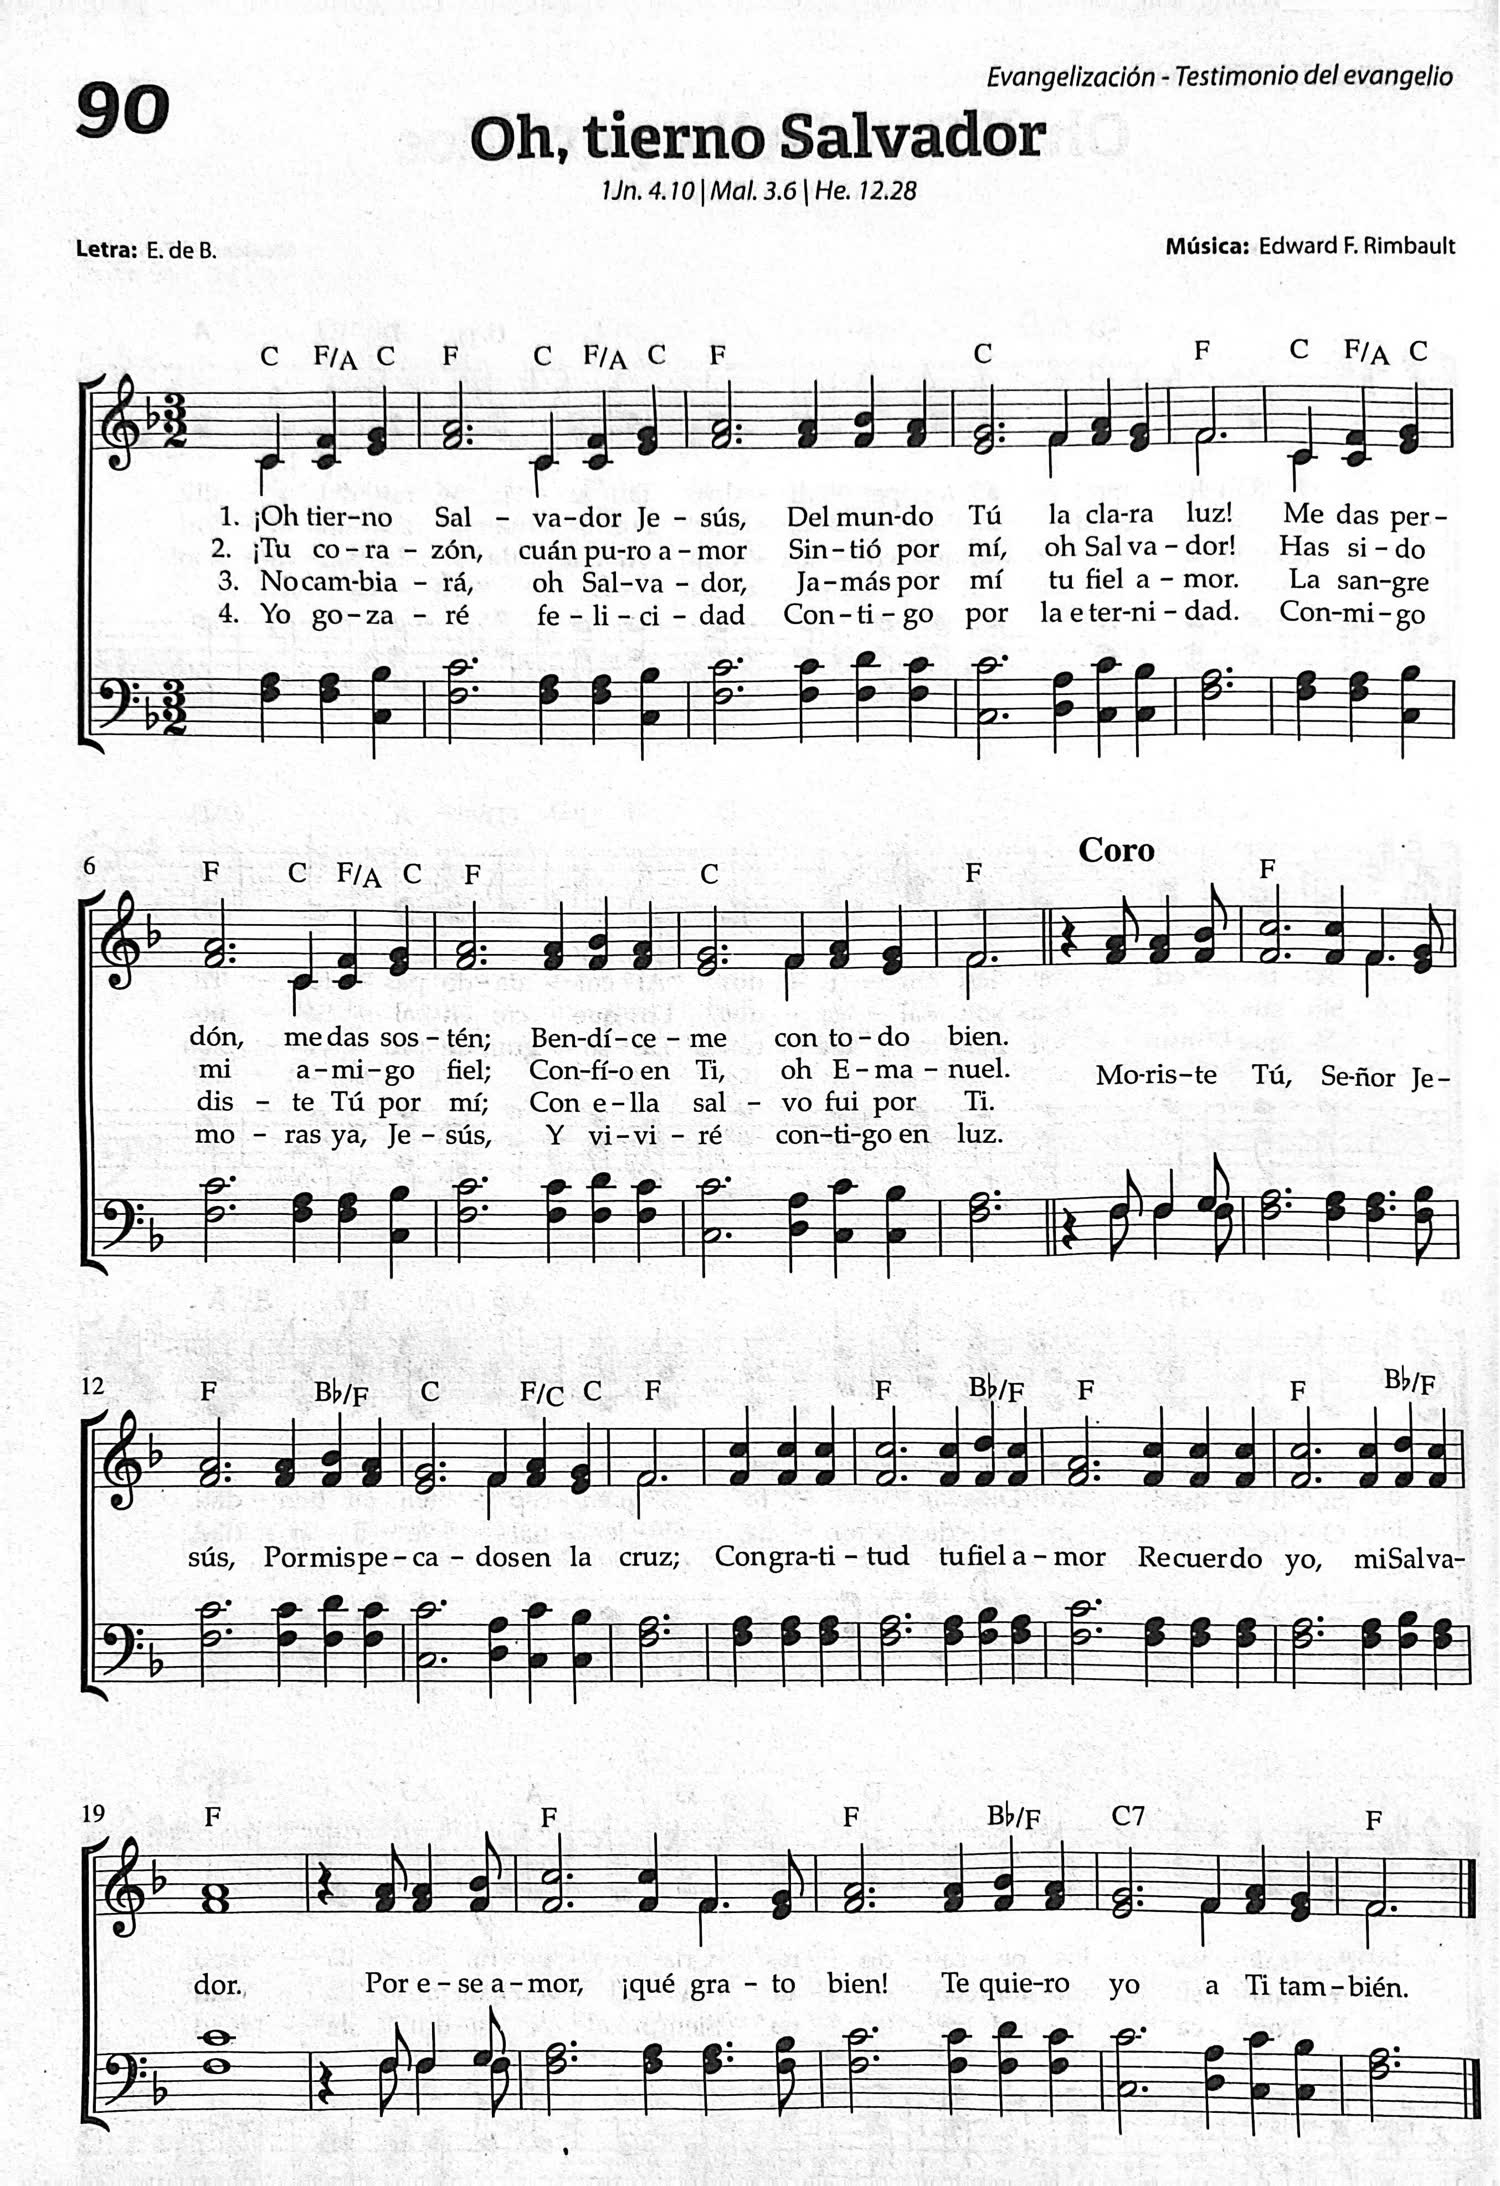 90
Evangelización - Testimonio del evangelio
Oh, tierno Salvador
1Jn. 4.10 | Mal. 3.6 | He. 12.28
Letra: E. de B.
Música: Edward F. Rimbault
C F/A C F C F/A C F C F C F/A C
1. ¡Oh tier–no Sal – va–dor Je – sús, Del mun–do Tú la cla–ra luz! Me das per–
2. ¡Tu co–ra – zón, cuán pu–ro a–mor Sin–tió por mí, oh Sal va – dor! Has si – do
3. No cam–bia – rá, oh Sal–va – dor, Ja–más por mí tu fiel a – mor. La san–gre
4. Yo go–za – ré fe – li – ci – dad Con–ti – go por la e ter–ni – dad. Con–mi – go
6
F C F/A C F C F
Coro
F
dón, me das sos – tén; Ben–dí–ce – me con to – do bien.
mi a–mi–go fiel; Con–fí–o en Ti, oh E–ma – nuel.
Mo-ris–te Tú, Se-ñor Je–
dis – te Tú por mí; Con e–lla sal – vo fui por Ti.
mo – ras ya, Je – sús, Y vi–vi – ré con–ti–go en luz.
12
F B♭/F C F/C C F F B♭/F F F B♭/F
sús, Por mis pe–ca – dos en la cruz; Con gra–ti – tud tu fiel a – mor Recuerdo yo, mi Salva–
19
F F F B♭/F C7 F
dor. Por e – se a–mor, ¡qué gra – to bien! Te quie–ro yo a Ti tam–bién.